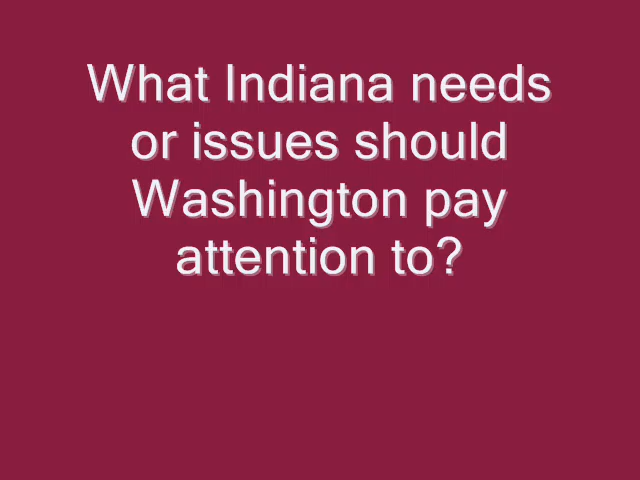 What Indiana needs
or issues should
Washington pay
attention to?